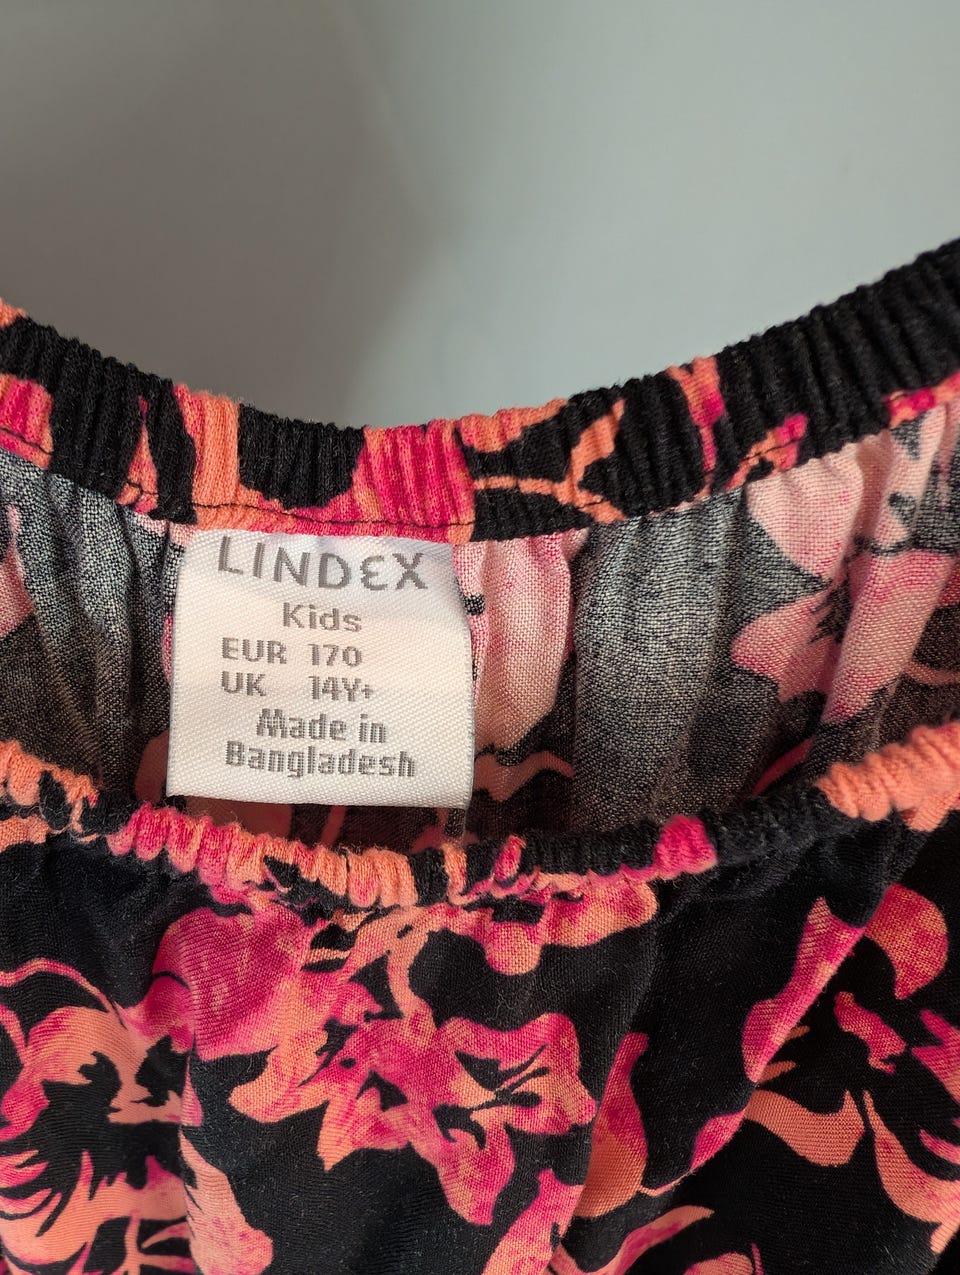 LINDEX
Kids
EUR 170
UK 14Y+
Made in
Bangladesh